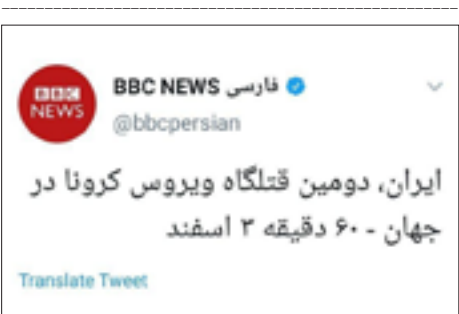 BBC NEWS
BBC NEWS فارسی
@bbcpersian
ایران، دومین قتلگاه ویروس کرونا در
جهان - ۶۰ دقیقه ۳ اسفند
Translate Tweet